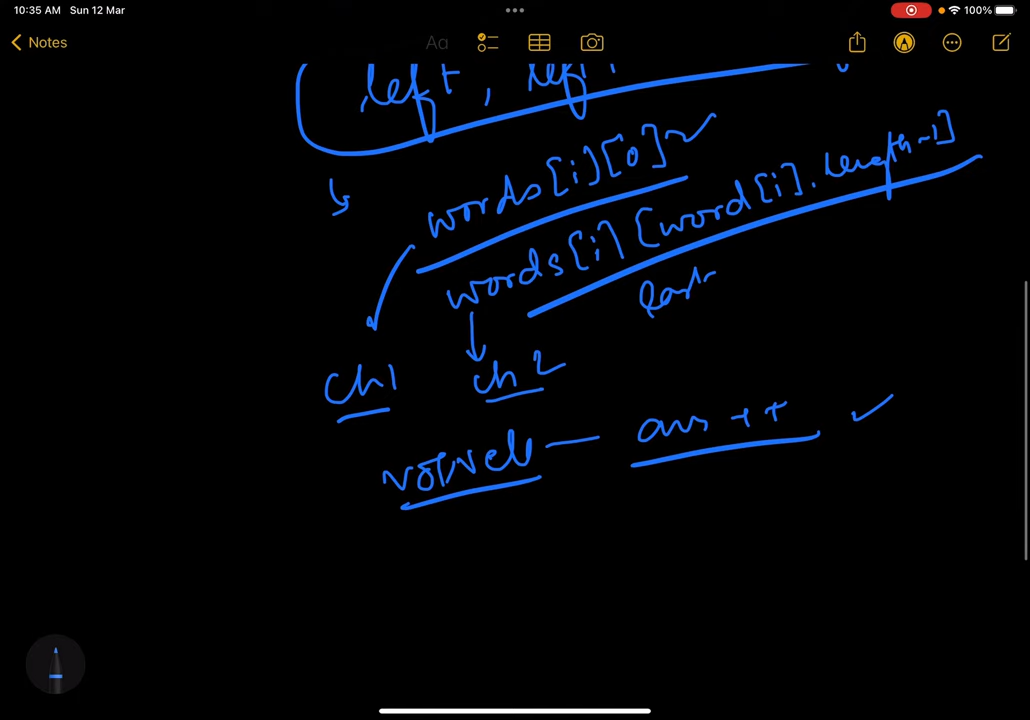 10:35 AM Sun 12 Mar
100%
Notes
Aa
left, left
words[i][0]
words[i][word[i].length-1]
ch1 ch2
ans++